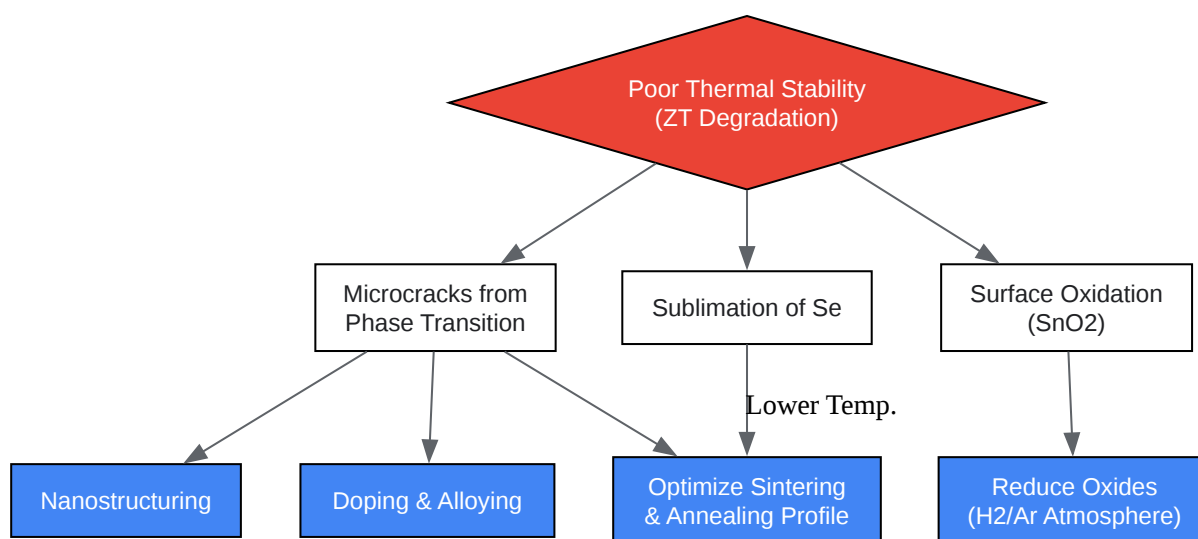 Poor Thermal Stability
(ZT Degradation)
Microcracks from
Phase Transition
Sublimation of Se
Surface Oxidation
(SnO2)
Lower Temp.
Nanostructuring
Doping & Alloying
Optimize Sintering
& Annealing Profile
Reduce Oxides
(H2/Ar Atmosphere)